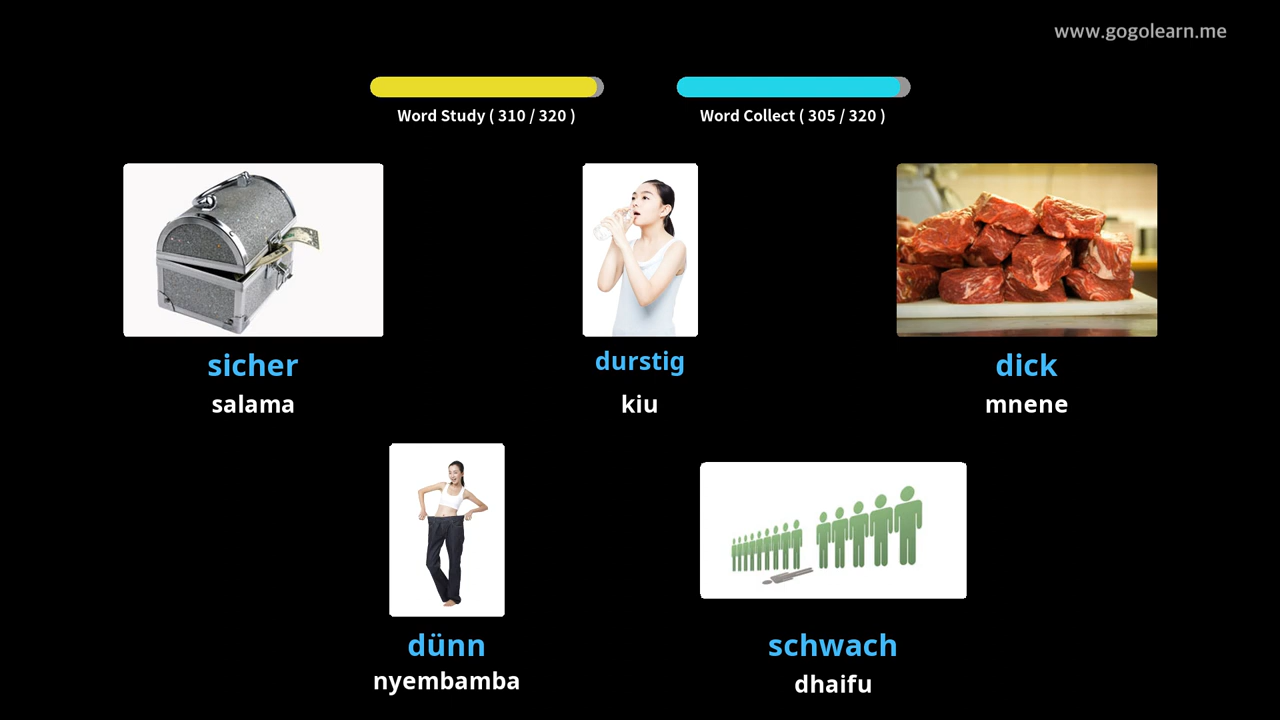 www.gogolearn.me
Word Study ( 310 / 320 )
Word Collect ( 305 / 320 )
sicher
salama
durstig
kiu
dick
mnene
dünn
nyembamba
schwach
dhaifu